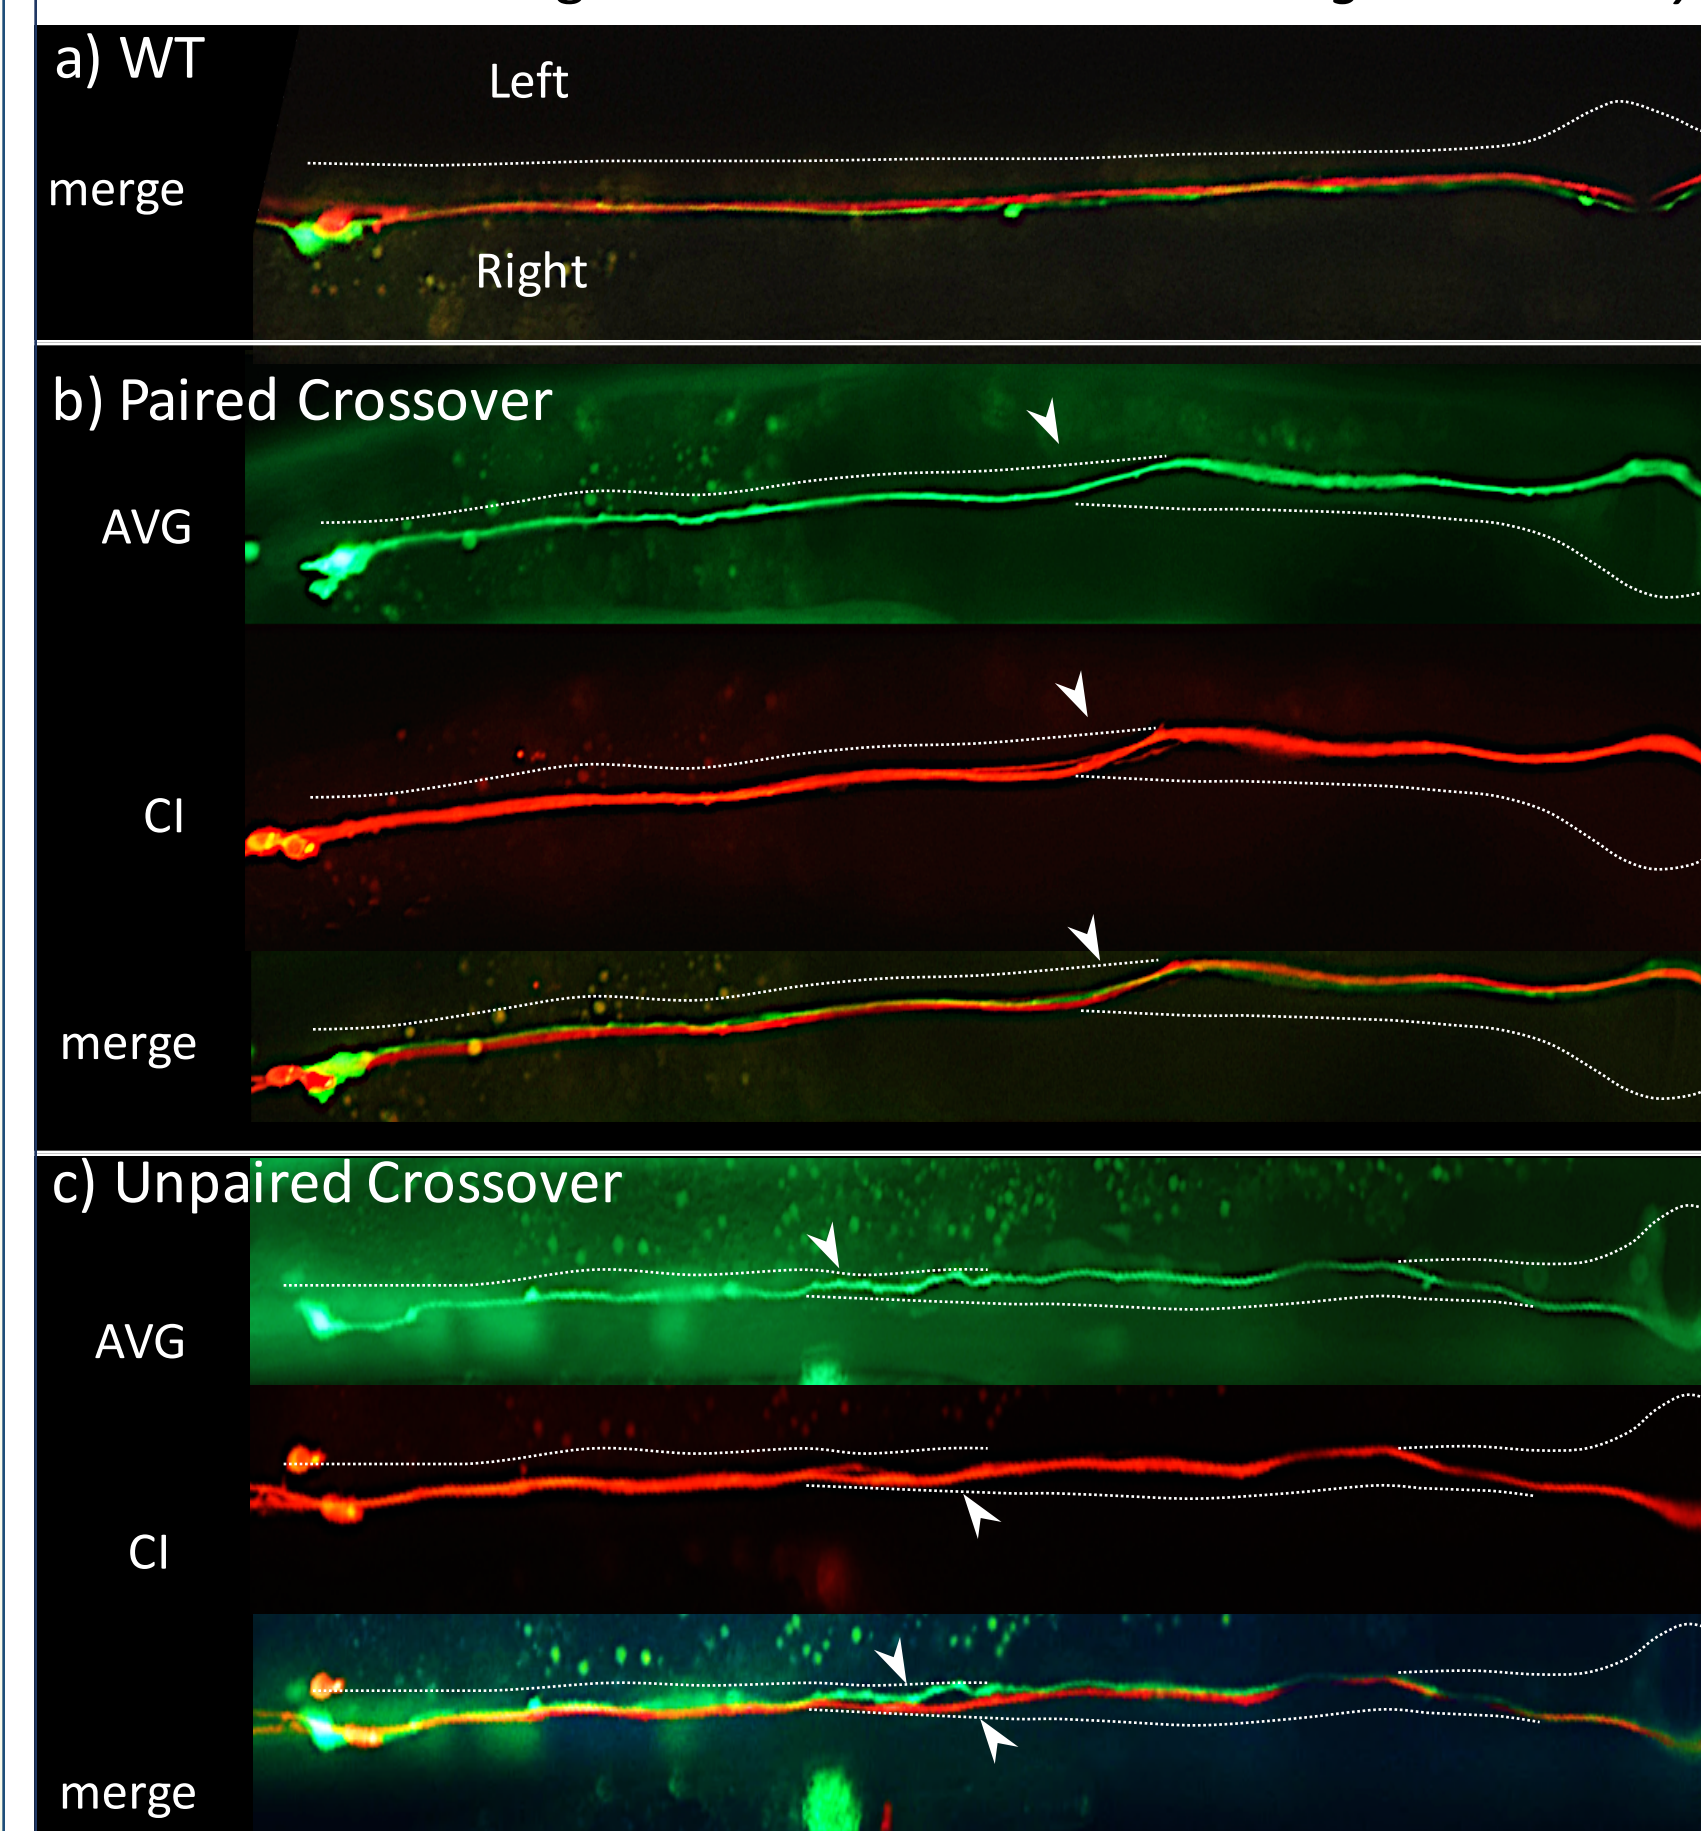 a) WT
Left
merge
Right
b) Paired Crossover
AVG
CI
merge
c) Unpaired Crossover
AVG
CI
merge